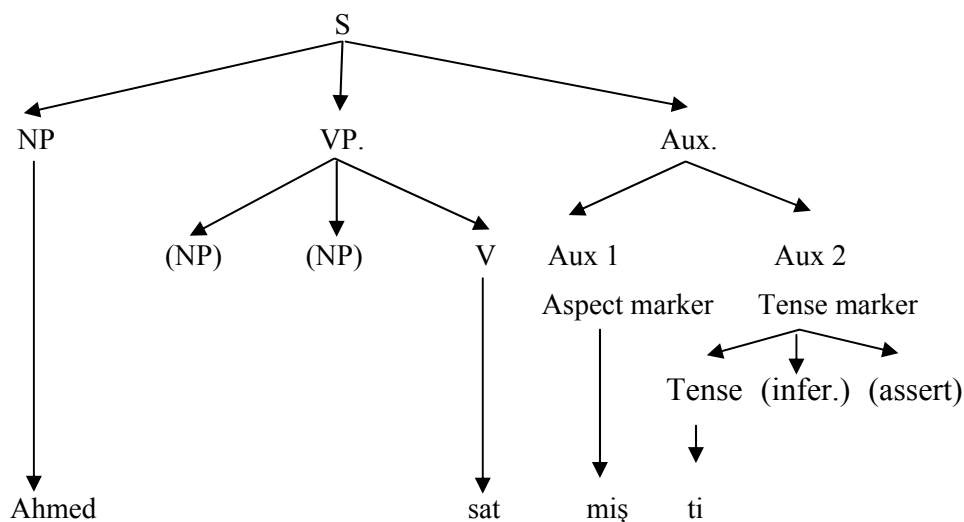 S
NP VP. Aux.
(NP) (NP) V Aux 1 Aux 2
Aspect marker Tense marker
Tense (infer.) (assert)
Ahmed sat miş ti